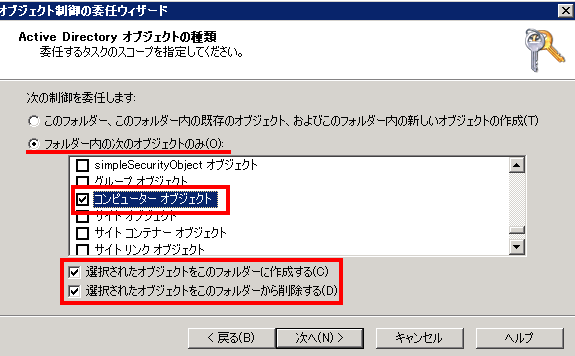 オブジェクト制御の委任ウィザード
Active Directory オブジェクトの種類
委任するタスクのスコープを指定してください。
次の制御を委任します:
このフォルダー、このフォルダー内の既存のオブジェクト、およびこのフォルダー内の新しいオブジェクトの作成(T)
フォルダー内の次のオブジェクトのみ(O):
simpleSecurityObject オブジェクト
グループ オブジェクト
コンピューター オブジェクト
サイト オブジェクト
サイト コンテナー オブジェクト
サイト リンク オブジェクト
選択されたオブジェクトをこのフォルダーに作成する(C)
選択されたオブジェクトをこのフォルダーから削除する(D)
< 戻る(B) 次へ(N) > キャンセル ヘルプ